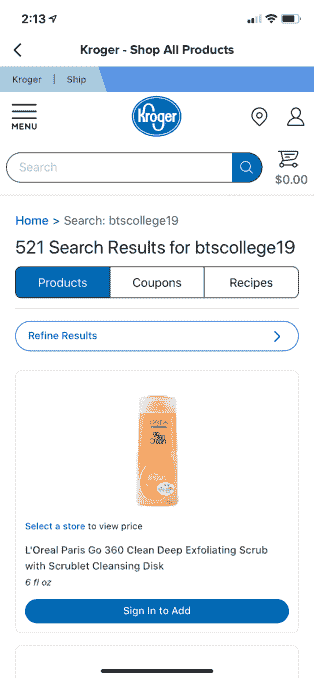 2:13
Kroger - Shop All Products
Kroger | Ship
MENU
Kroger
Search
$0.00
Home > Search: btscollege19
521 Search Results for btscollege19
Products
Coupons
Recipes
Refine Results
Select a store to view price
L'Oreal Paris Go 360 Clean Deep Exfoliating Scrub
with Scrublet Cleansing Disk
6 fl oz
Sign In to Add